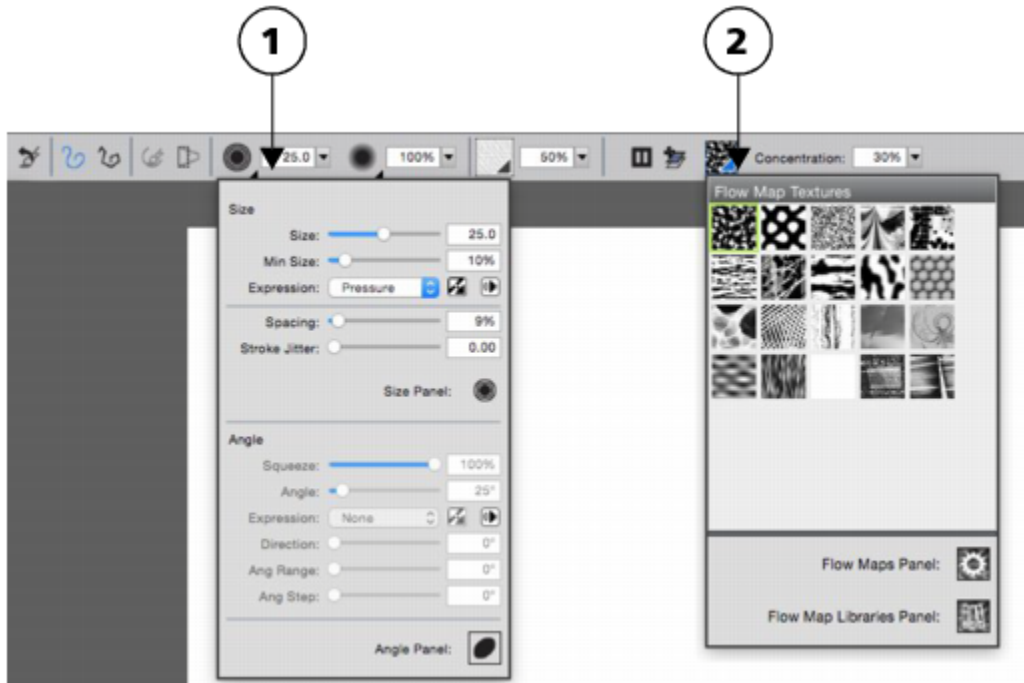 1
2
25.0
100%
50%
Concentration: 30%
Size
Size: 25.0
Min Size: 10%
Expression: Pressure
Spacing: 9%
Stroke Jitter: 0.00
Size Panel:
Angle
Squeeze: 100%
Angle: 25°
Expression: None
Direction: 0°
Ang Range: 0°
Ang Step: 0°
Angle Panel:
Flow Map Textures
Flow Maps Panel:
Flow Map Libraries Panel: